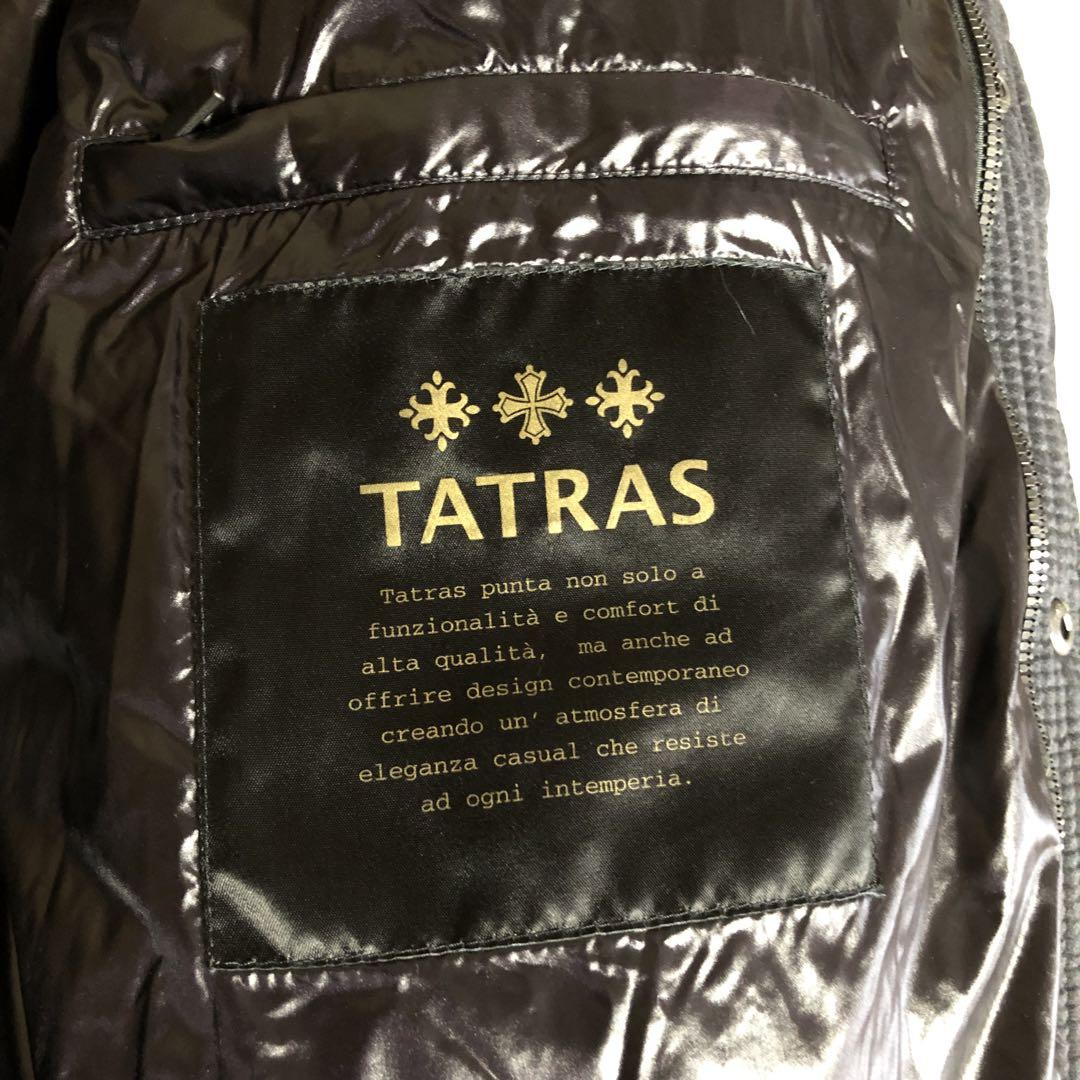 TATRAS
Tatras punta non solo a
funzionalità e comfort di
alta qualità, ma anche ad
offrire design contemporaneo
creando un’ atmosfera di
eleganza casual che resiste
ad ogni intemperia.